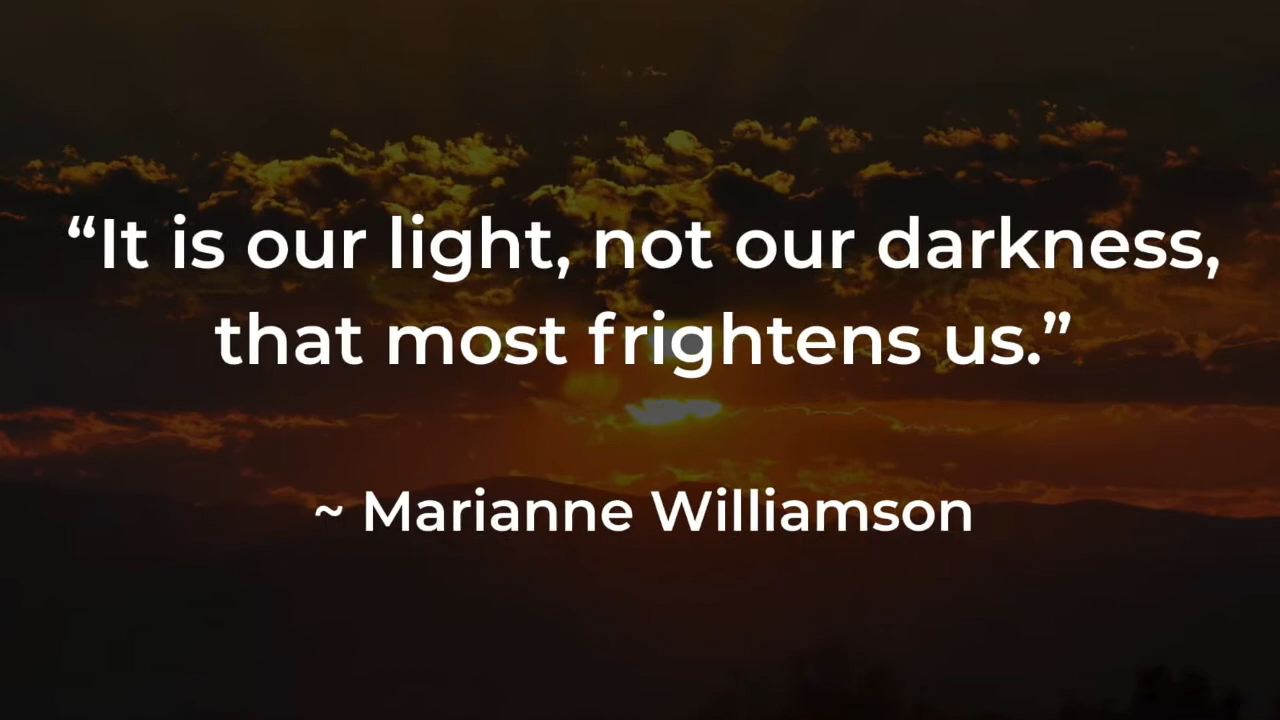 “It is our light, not our darkness,
that most frightens us.”
~ Marianne Williamson